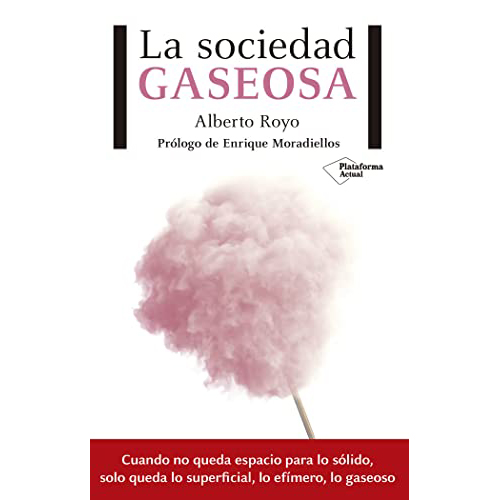 La sociedad
GASEOSA
Alberto Royo
Prólogo de Enrique Moradiellos
Plataforma
Actual
Cuando no queda espacio para lo sólido,
solo queda lo superficial, lo efímero, lo gaseoso